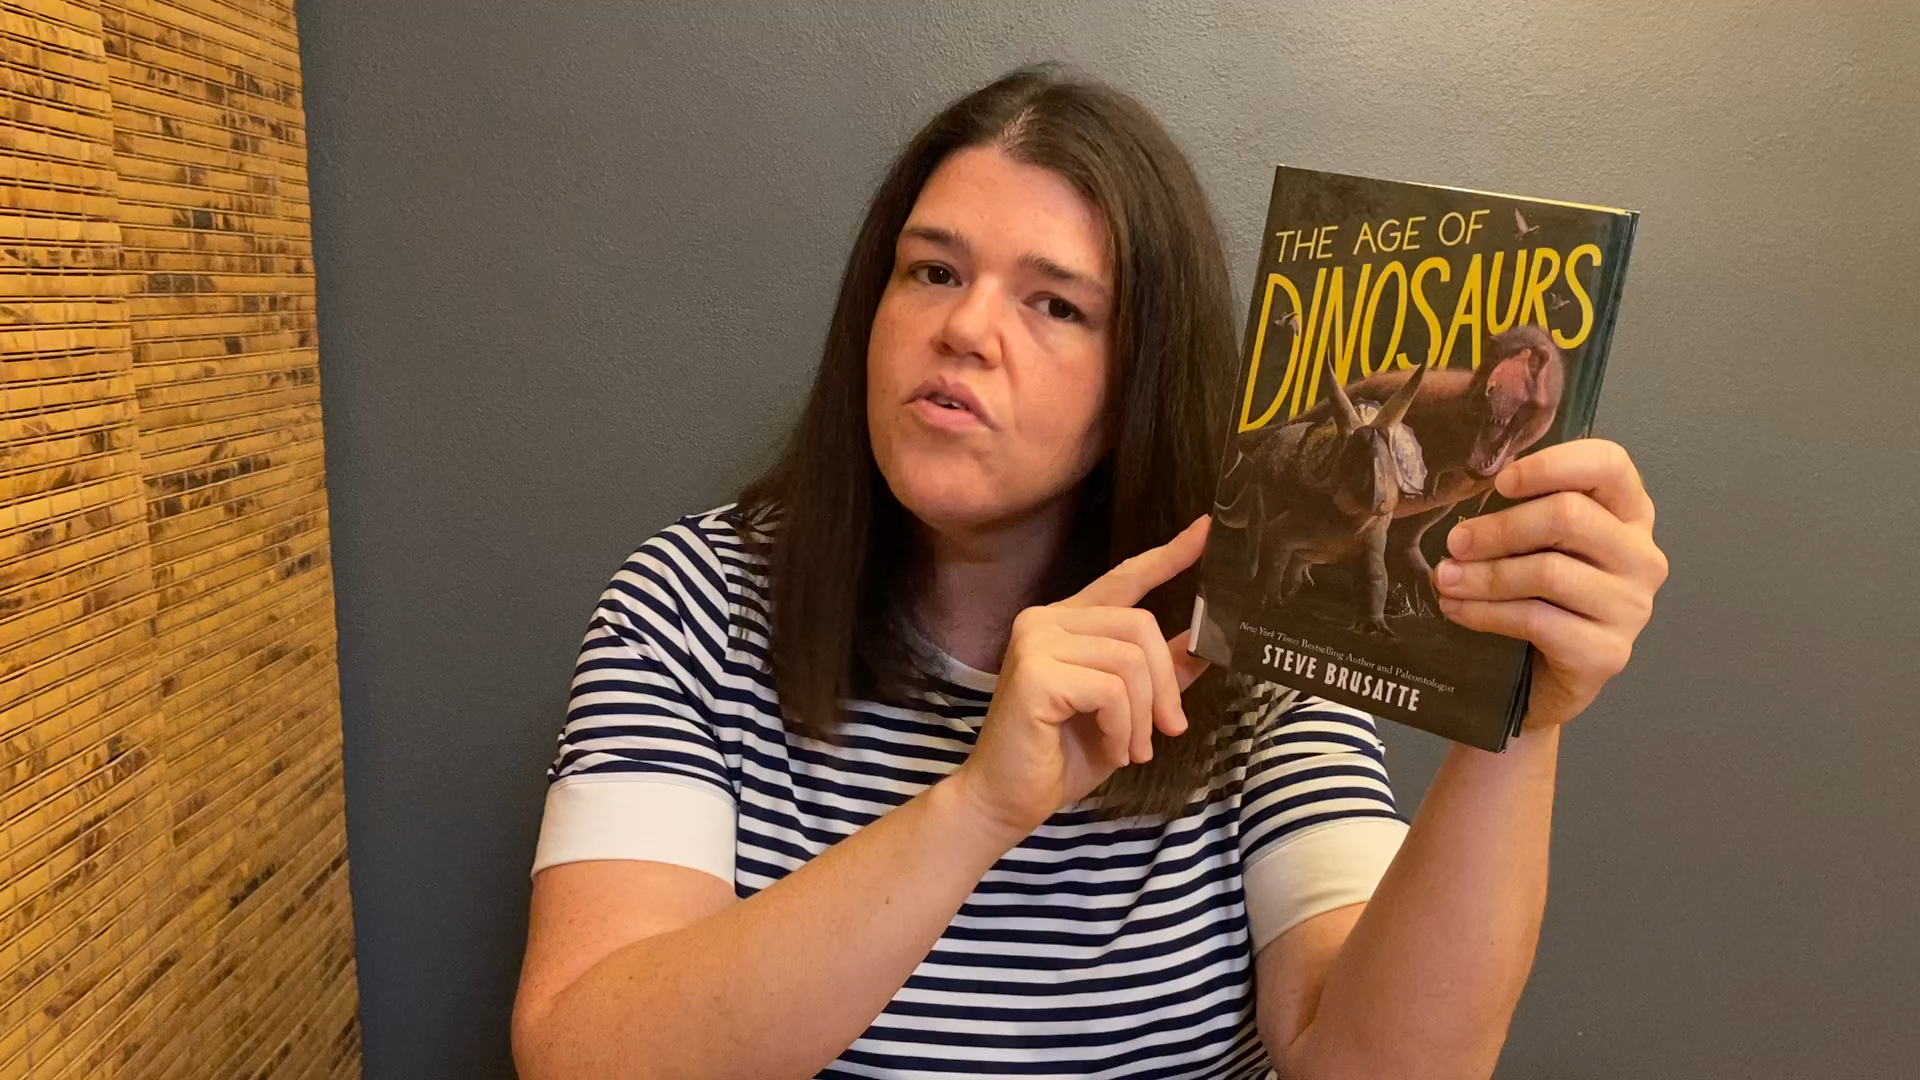 THE AGE OF
DINOSAURS
New York Times Bestselling Author and Paleontologist
STEVE BRUSATTE